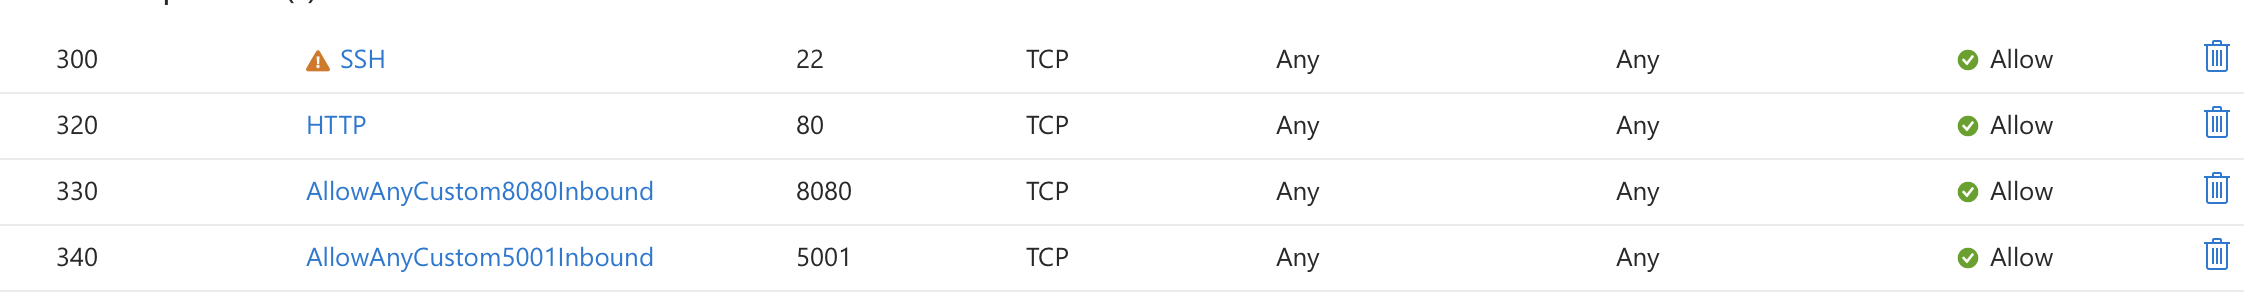 300 SSH 22 TCP Any Any Allow
320 HTTP 80 TCP Any Any Allow
330 AllowAnyCustom8080Inbound 8080 TCP Any Any Allow
340 AllowAnyCustom5001Inbound 5001 TCP Any Any Allow